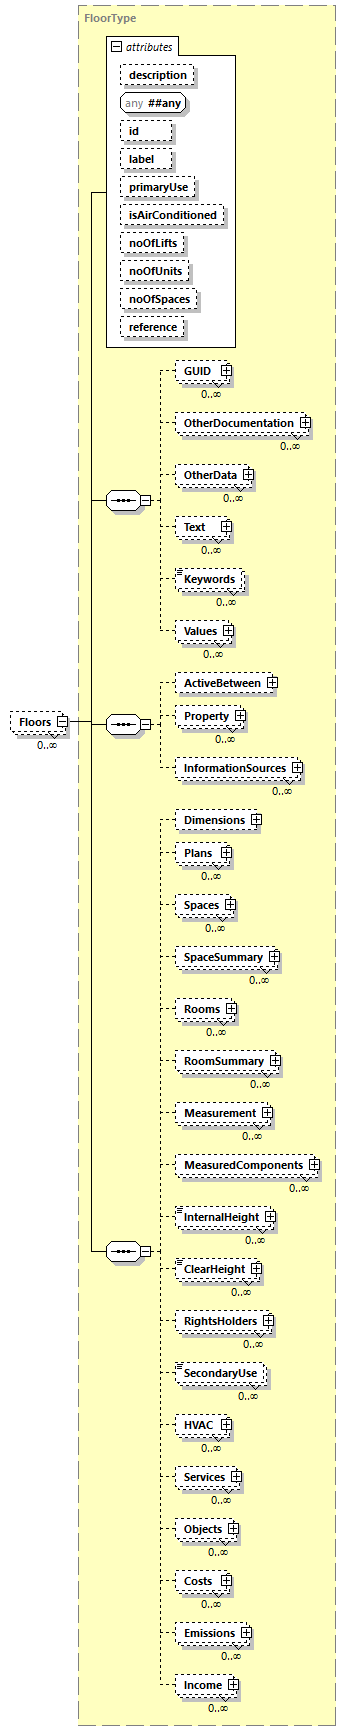 FloorType
attributes
description
any ##any
id
label
primaryUse
isAirConditioned
noOfLifts
noOfUnits
noOfSpaces
reference
GUID
0..∞
OtherDocumentation
0..∞
OtherData
0..∞
Text
0..∞
Keywords
0..∞
Values
0..∞
ActiveBetween
Floors
0..∞
Property
0..∞
InformationSources
0..∞
Dimensions
Plans
0..∞
Spaces
0..∞
SpaceSummary
0..∞
Rooms
0..∞
RoomSummary
0..∞
Measurement
0..∞
MeasuredComponents
0..∞
InternalHeight
0..∞
ClearHeight
0..∞
RightsHolders
0..∞
SecondaryUse
0..∞
HVAC
0..∞
Services
0..∞
Objects
0..∞
Costs
0..∞
Emissions
0..∞
Income
0..∞